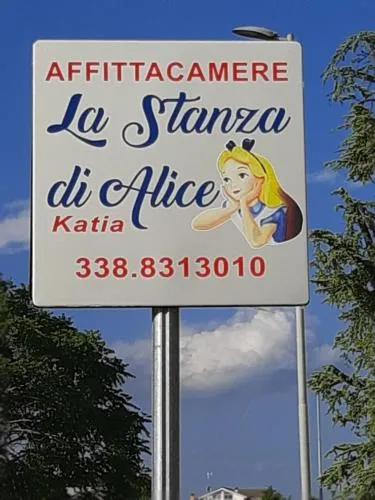 AFFITTACAMERE
La Stanza
di Alice
Katia
338.8313010